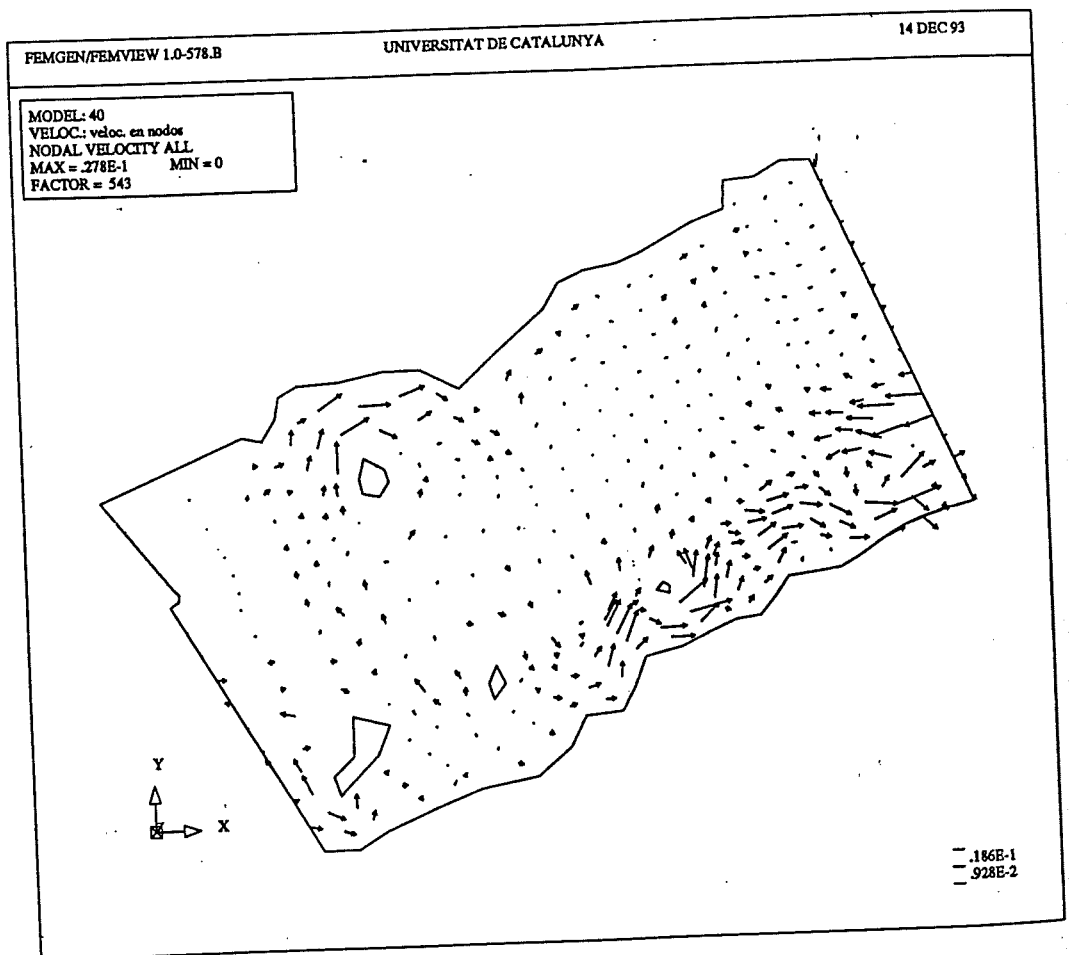 FEMGEN/FEMVIEW 1.0-578.B
UNIVERSITAT DE CATALUNYA
14 DEC 93
MODEL: 40
VELOC.: veloc. en nodos
NODAL VELOCITY ALL
MAX = .278E-1 MIN = 0
FACTOR = 543
Y
X
.186E-1
.928E-2